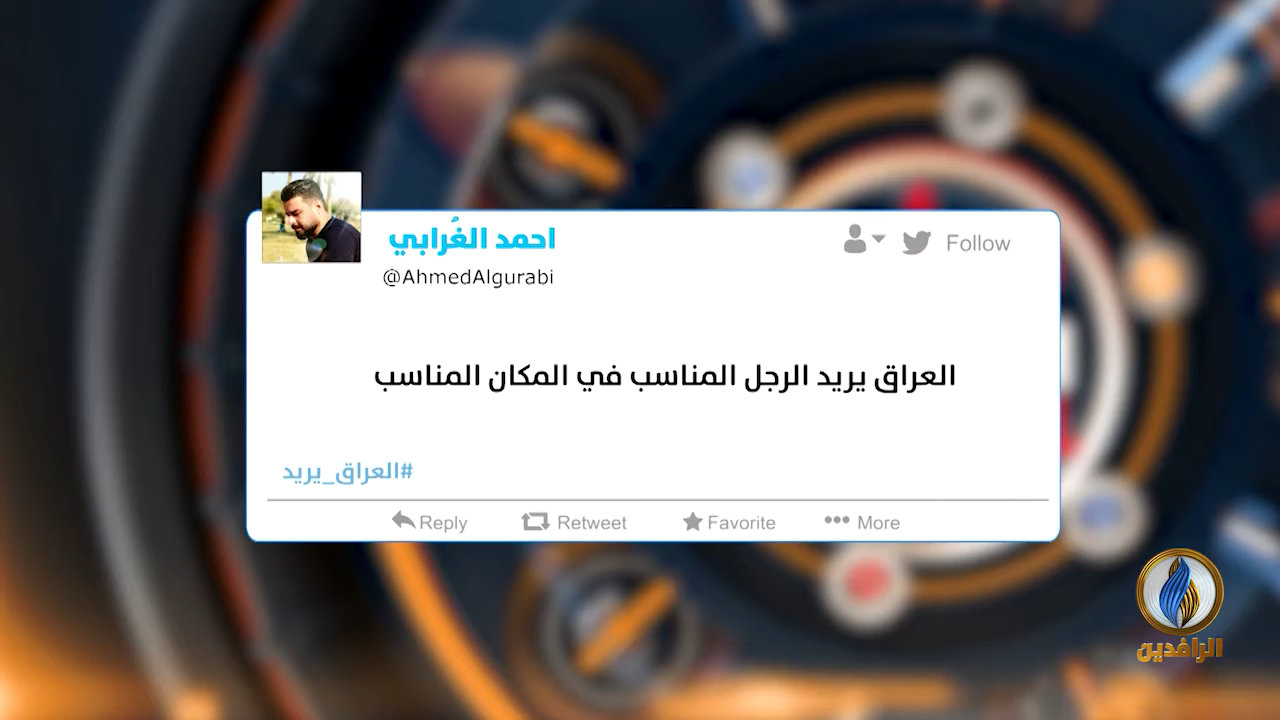 احمد الغُرابي
@AhmedAlgurabi
Follow
العراق يريد الرجل المناسب في المكان المناسب
#العراق_يريد
Reply Retweet Favorite More
الرافدين